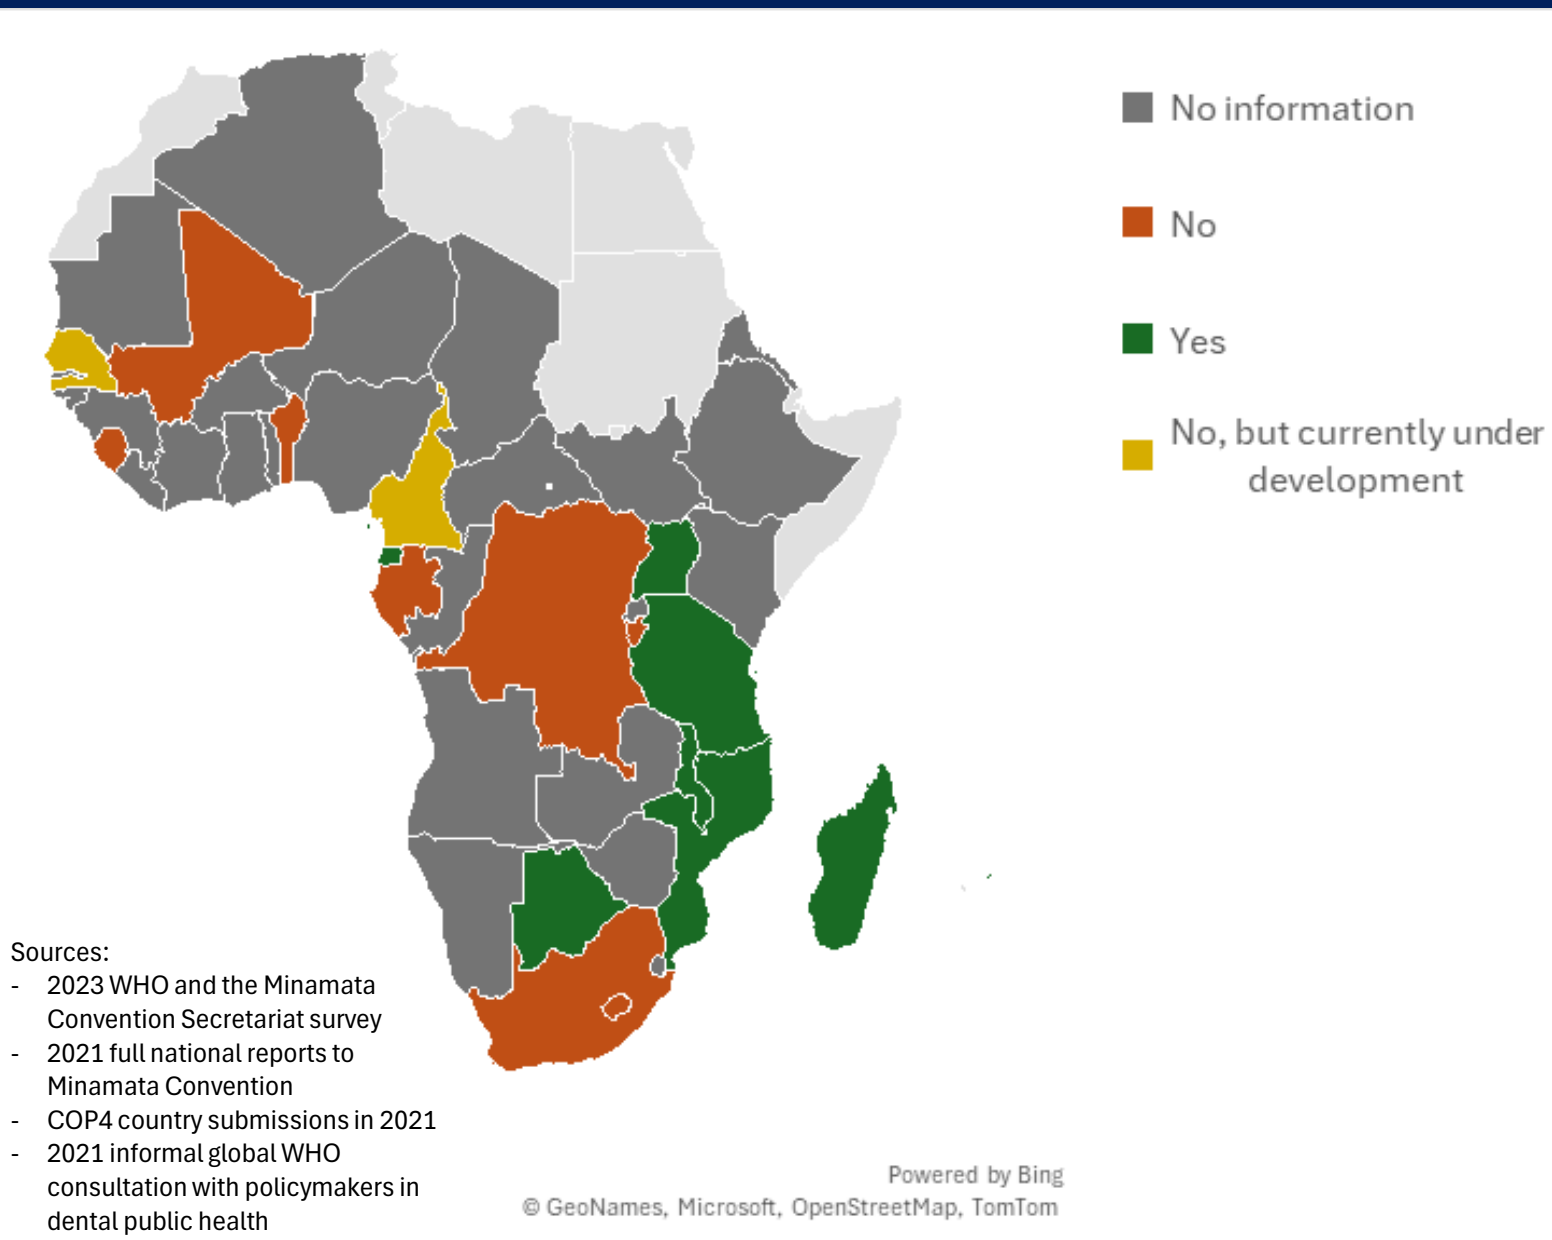 No information
No
Yes
No, but currently under
development
Sources:
- 2023 WHO and the Minamata
Convention Secretariat survey
- 2021 full national reports to
Minamata Convention
- COP4 country submissions in 2021
- 2021 informal global WHO
consultation with policymakers in
dental public health
Powered by Bing
© GeoNames, Microsoft, OpenStreetMap, TomTom